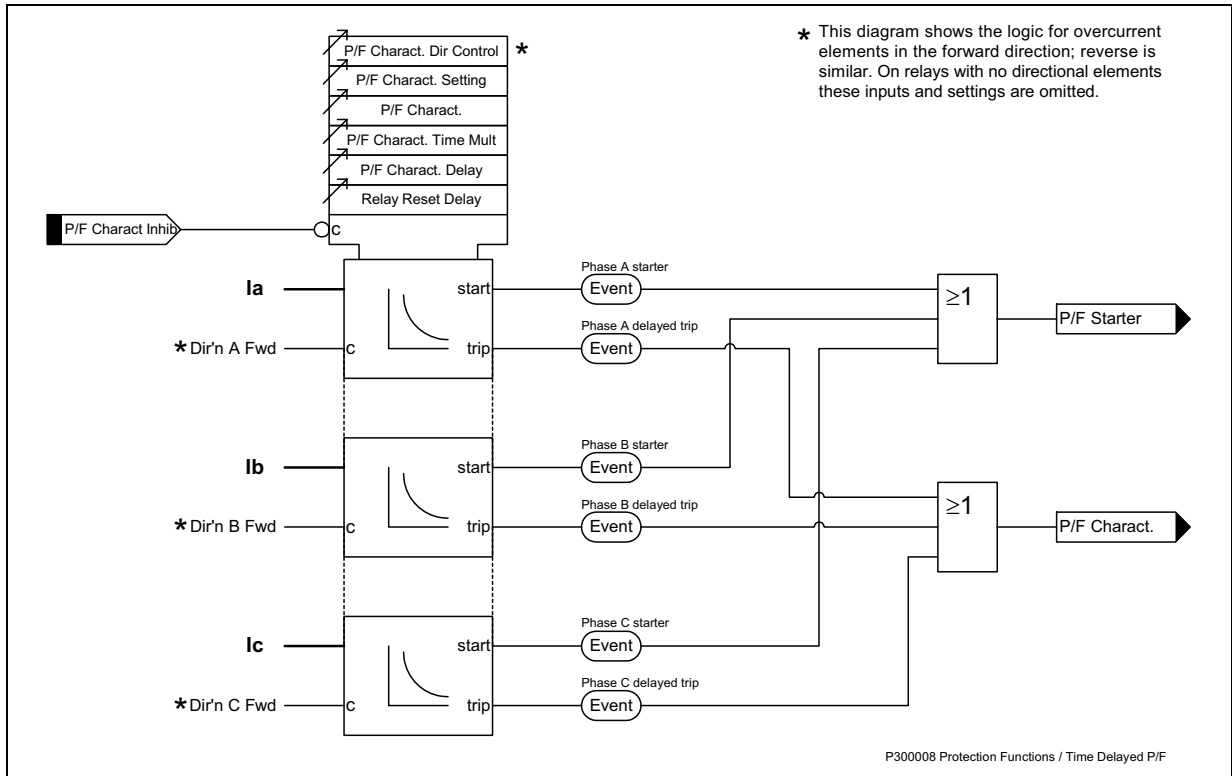 * This diagram shows the logic for overcurrent
elements in the forward direction; reverse is
similar. On relays with no directional elements
these inputs and settings are omitted.
P/F Charact. Dir Control *
P/F Charact. Setting
P/F Charact.
P/F Charact. Time Mult
P/F Charact. Delay
Relay Reset Delay
P/F Charact Inhib
c
Ia
start
Phase A starter
Event
≥1
P/F Starter
* Dir'n A Fwd
c
trip
Phase A delayed trip
Event
Ib
start
Phase B starter
Event
* Dir'n B Fwd
c
trip
Phase B delayed trip
Event
≥1
P/F Charact.
Ic
start
Phase C starter
Event
* Dir'n C Fwd
c
trip
Phase C delayed trip
Event
P300008 Protection Functions / Time Delayed P/F